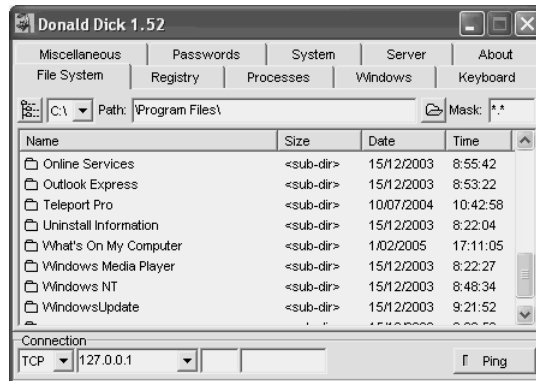 Donald Dick 1.52
Miscellaneous Passwords System Server About
File System Registry Processes Windows Keyboard
C:\ Path: \Program Files\ Mask: *.*
Name Size Date Time
Online Services <sub-dir> 15/12/2003 8:55:42
Outlook Express <sub-dir> 15/12/2003 8:53:22
Teleport Pro <sub-dir> 10/07/2004 10:42:58
Uninstall Information <sub-dir> 15/12/2003 8:22:04
What's On My Computer <sub-dir> 1/02/2005 17:11:05
Windows Media Player <sub-dir> 15/12/2003 8:22:27
Windows NT <sub-dir> 15/12/2003 8:48:34
WindowsUpdate <sub-dir> 15/12/2003 9:21:52
Connection
TCP 127.0.0.1 Ping